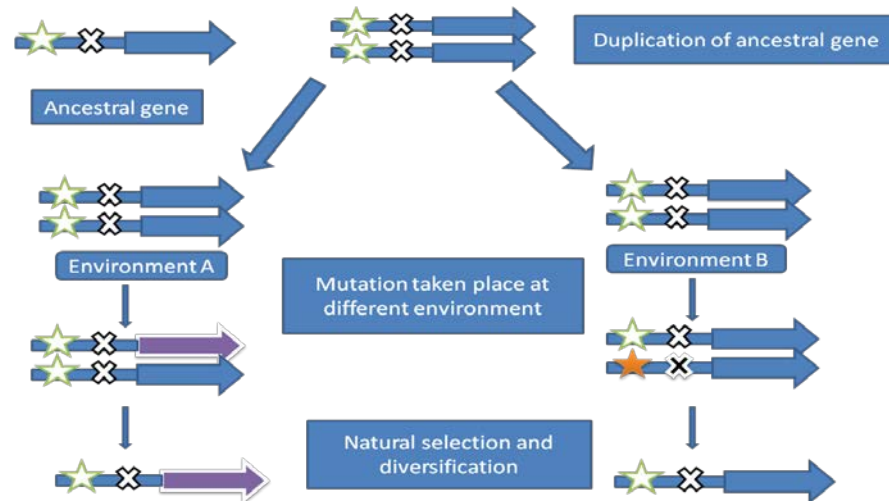 Duplication of ancestral gene
Ancestral gene
Environment A
Environment B
Mutation taken place at
different environment
Natural selection and
diversification